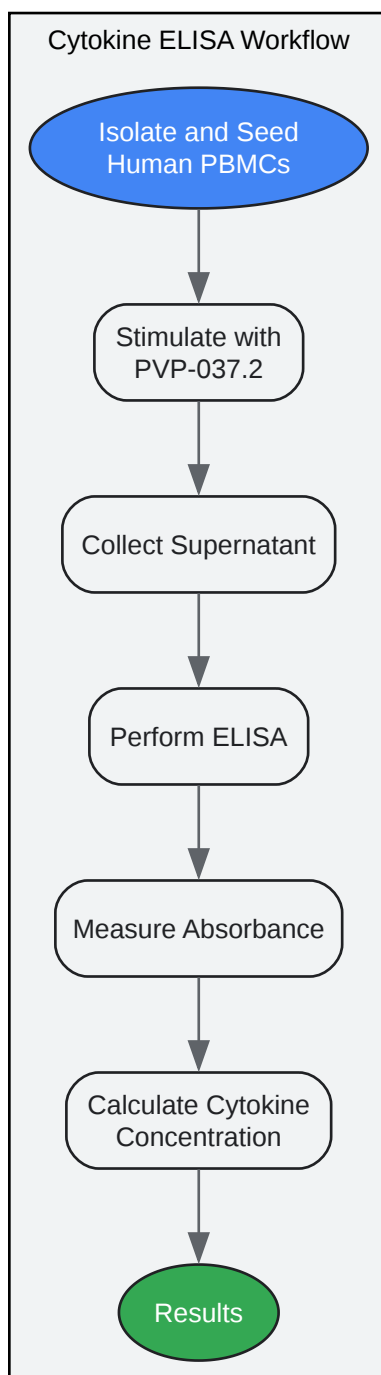 Cytokine ELISA Workflow
Isolate and Seed
Human PBMCs
Stimulate with
PVP-037.2
Collect Supernatant
Perform ELISA
Measure Absorbance
Calculate Cytokine
Concentration
Results